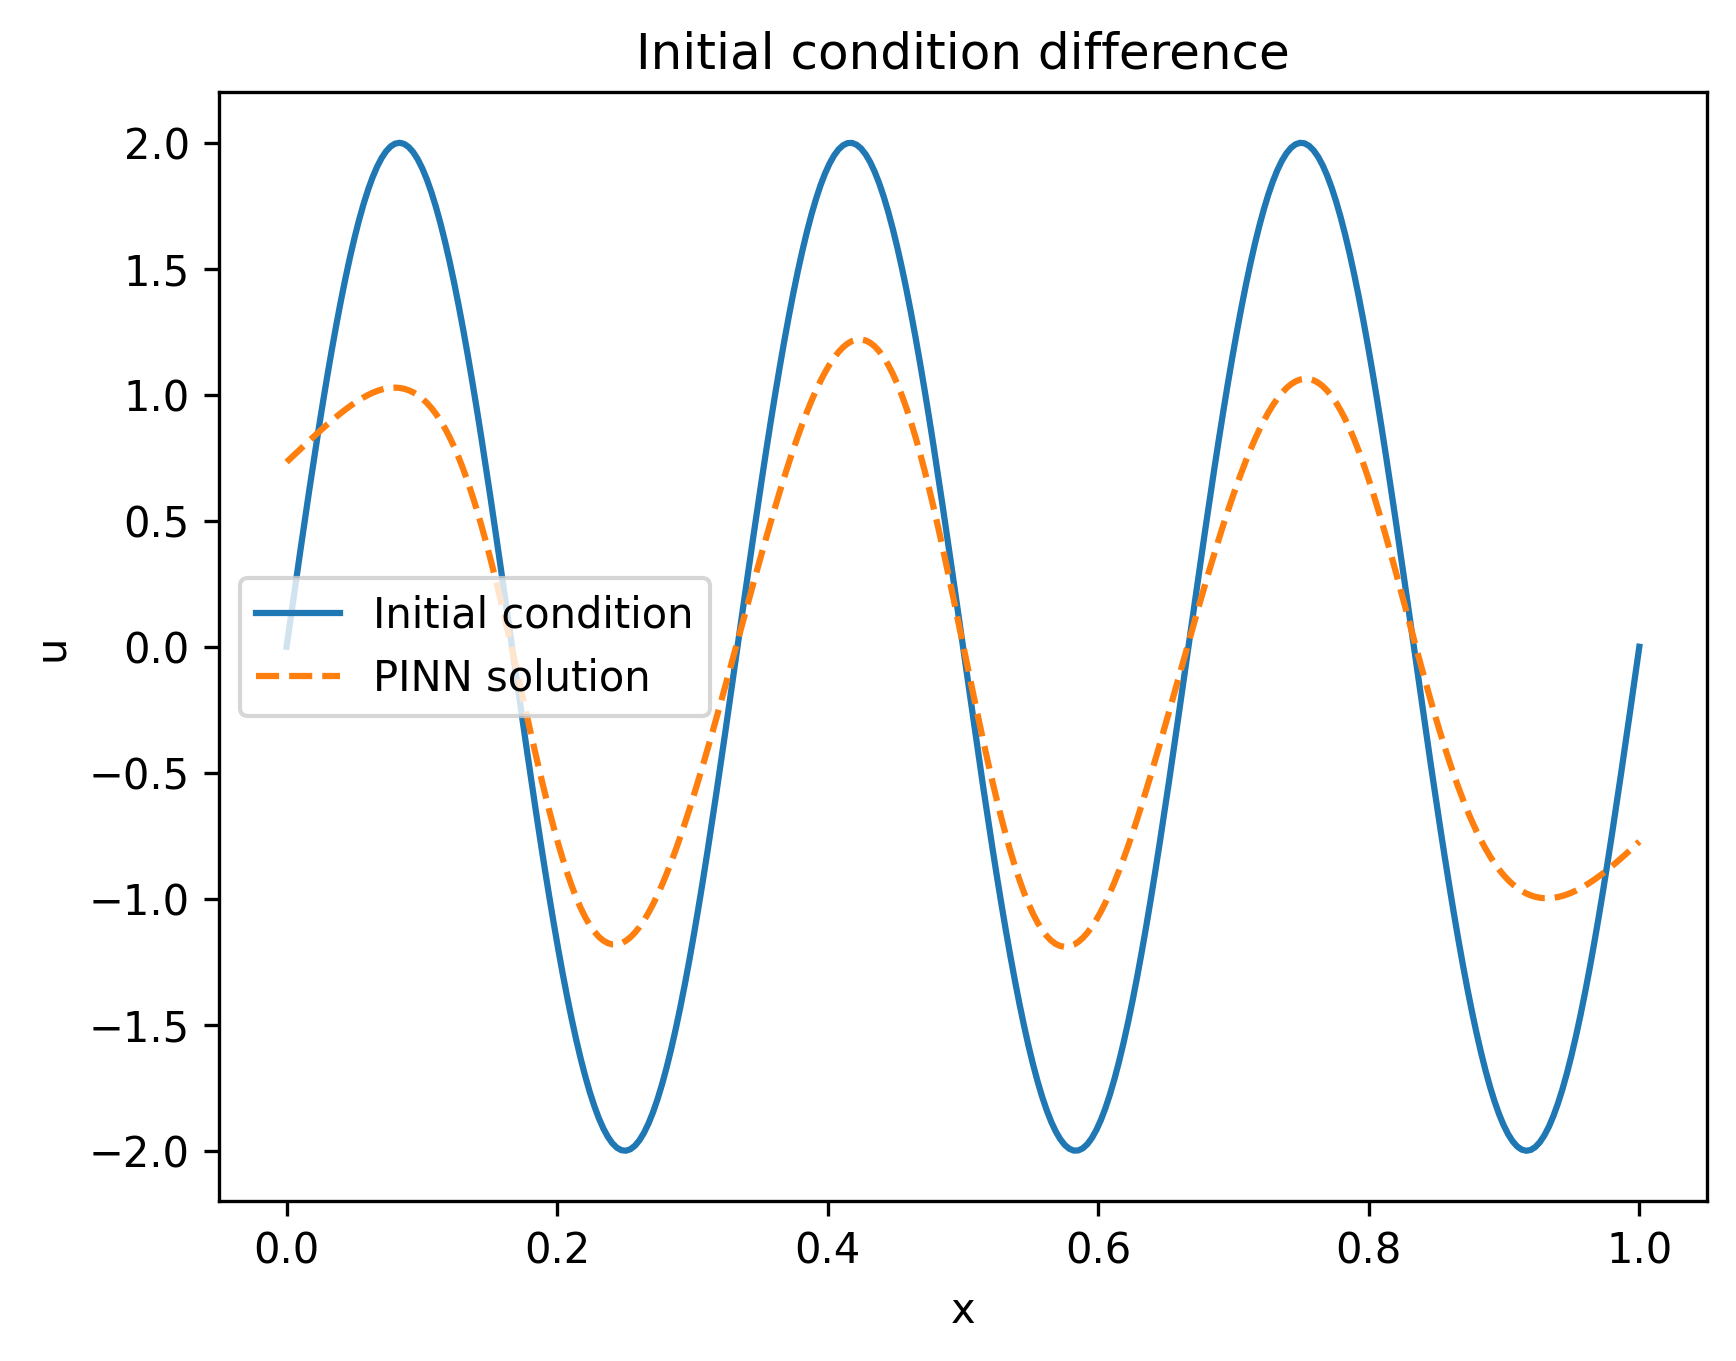 Initial condition difference
2.0
1.5
1.0
0.5
0.0
−0.5
−1.0
−1.5
−2.0
u
Initial condition
PINN solution
0.0 0.2 0.4 0.6 0.8 1.0
x